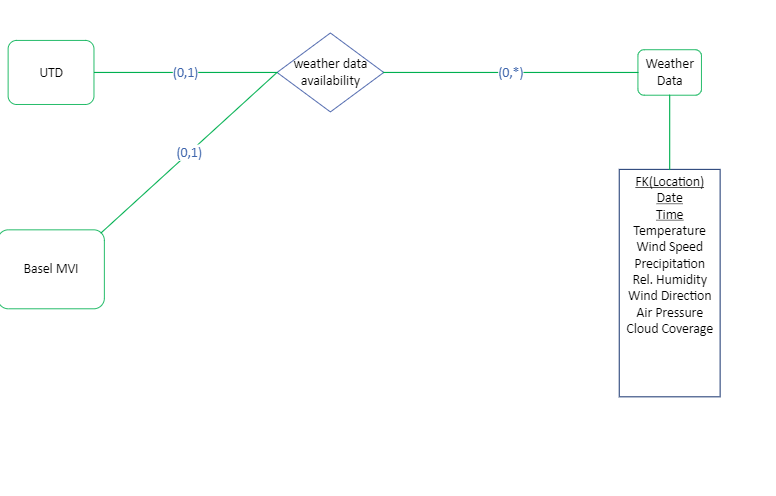 UTD
(0,1)
weather data
availability
(0,*)
Weather
Data
(0,1)
Basel MVI
FK(Location)
Date
Time
Temperature
Wind Speed
Precipitation
Rel. Humidity
Wind Direction
Air Pressure
Cloud Coverage